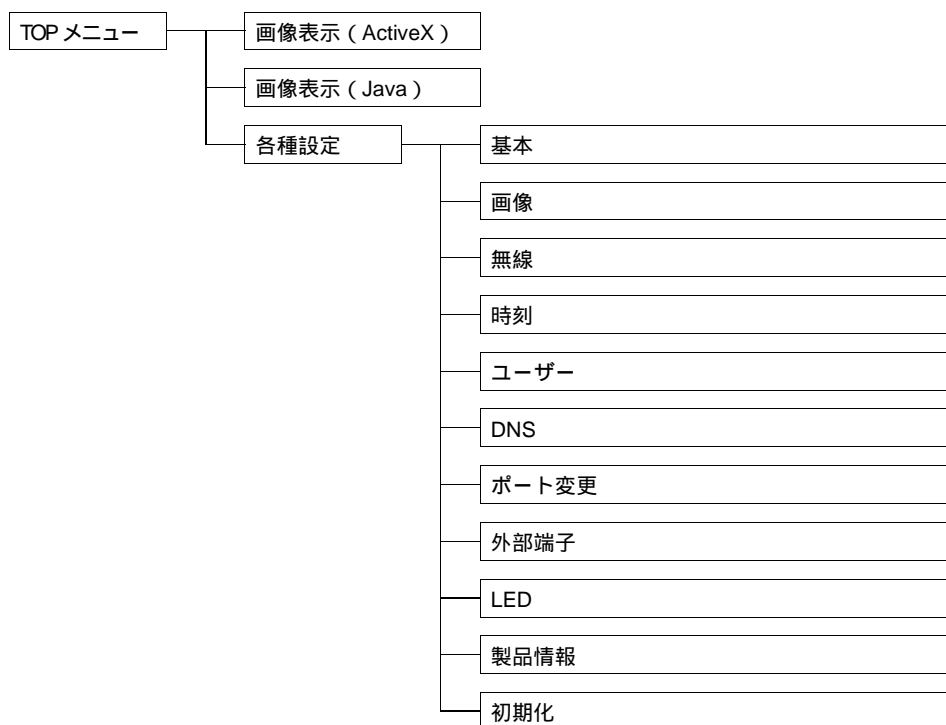 TOP メニュー
画像表示（ActiveX）
画像表示（Java）
各種設定
基本
画像
無線
時刻
ユーザー
DNS
ポート変更
外部端子
LED
製品情報
初期化